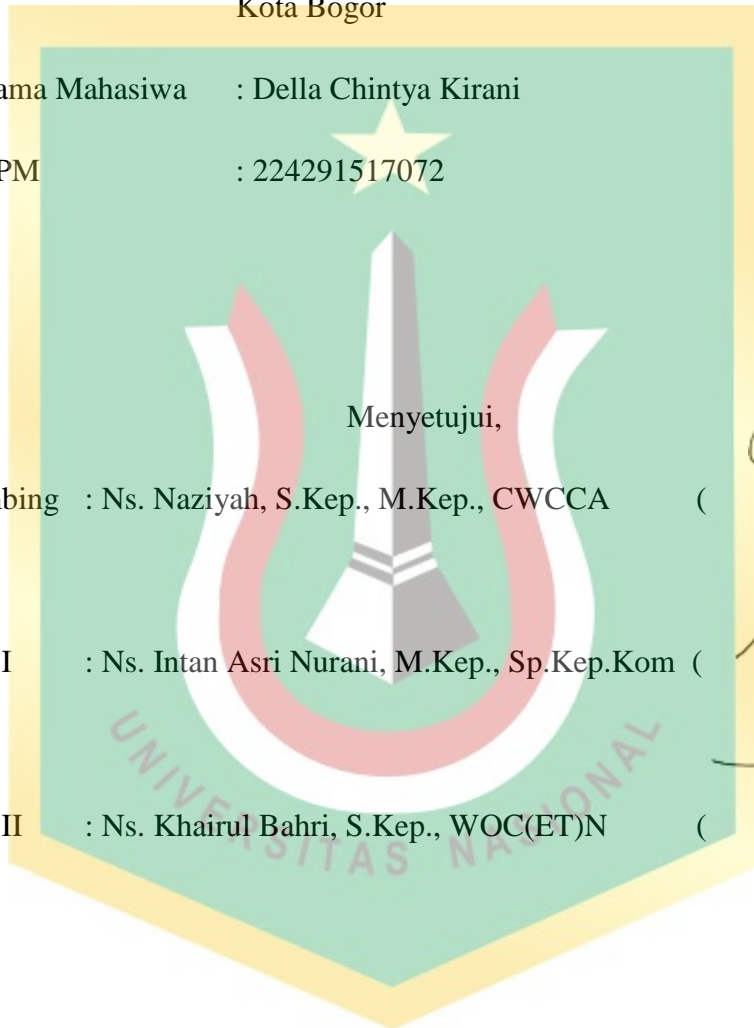 Kota Bogor
ama Mahasiwa : Della Chintya Kirani
PM : 224291517072
Menyetujui,
bing : Ns. Naziyah, S.Kep., M.Kep., CWCCA (
I : Ns. Intan Asri Nurani, M.Kep., Sp.Kep.Kom (
II : Ns. Khairul Bahri, S.Kep., WOC(ET)N (
UNIVERSITAS NASIONAL